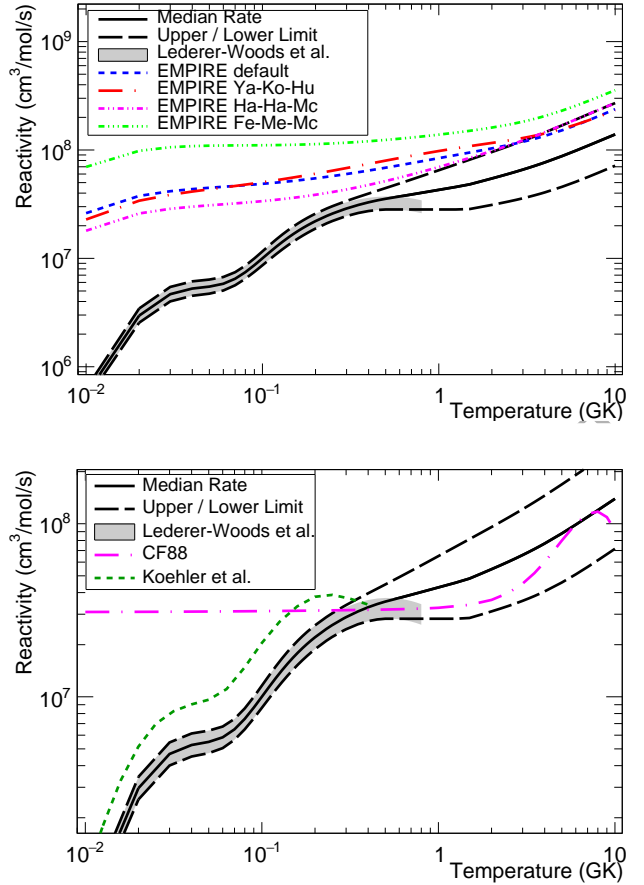 Reactivity (cm³/mol/s)
10⁹
10⁸
10⁷
10⁶
Median Rate
Upper / Lower Limit
Lederer-Woods et al.
EMPIRE default
EMPIRE Ya-Ko-Hu
EMPIRE Ha-Ha-Mc
EMPIRE Fe-Me-Mc
10⁻² 10⁻¹ 1 10
Temperature (GK)
Reactivity (cm³/mol/s)
10⁸
10⁷
Median Rate
Upper / Lower Limit
Lederer-Woods et al.
CF88
Koehler et al.
10⁻² 10⁻¹ 1 10
Temperature (GK)